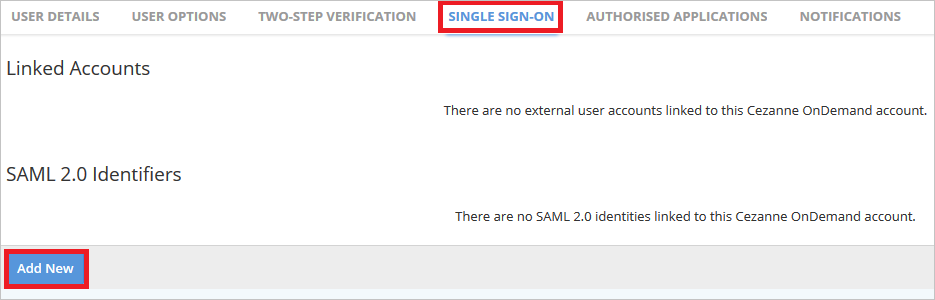 USER DETAILS USER OPTIONS TWO-STEP VERIFICATION SINGLE SIGN-ON AUTHORISED APPLICATIONS NOTIFICATIONS
Linked Accounts
There are no external user accounts linked to this Cezanne OnDemand account.
SAML 2.0 Identifiers
There are no SAML 2.0 identities linked to this Cezanne OnDemand account.
Add New